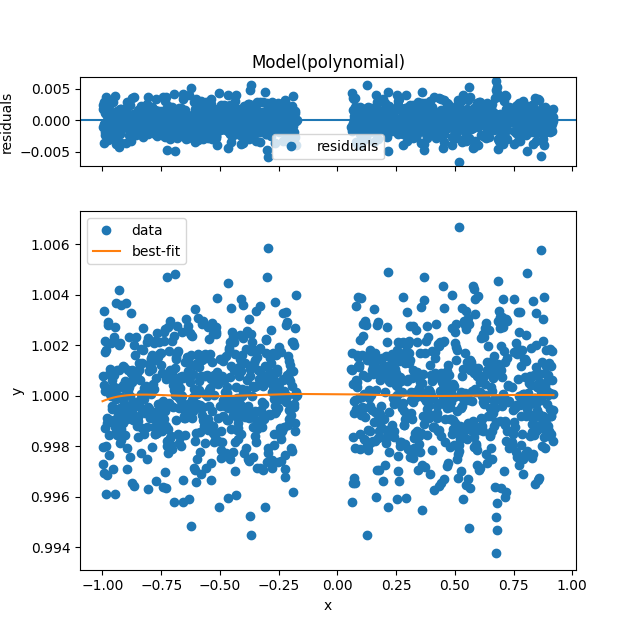 Model(polynomial)
residuals
0.005
0.000
−0.005
residuals
y
1.006
1.004
1.002
1.000
0.998
0.996
0.994
data
best-fit
−1.00 −0.75 −0.50 −0.25 0.00 0.25 0.50 0.75 1.00
x